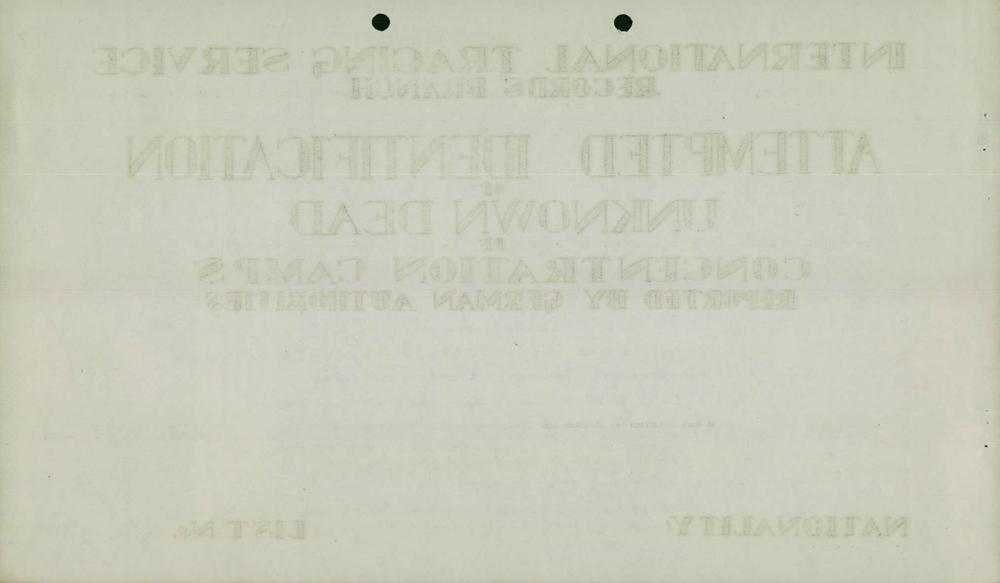 INTERNATIONAL TRACING SERVICE
RECORDS BRANCH
ATTEMPTED IDENTIFICATION
OF
UNKNOWN DEAD
OF
CONCENTRATION CAMPS
REPORTED BY GERMAN AUTHORITIES
NATIONALITY LIST No.